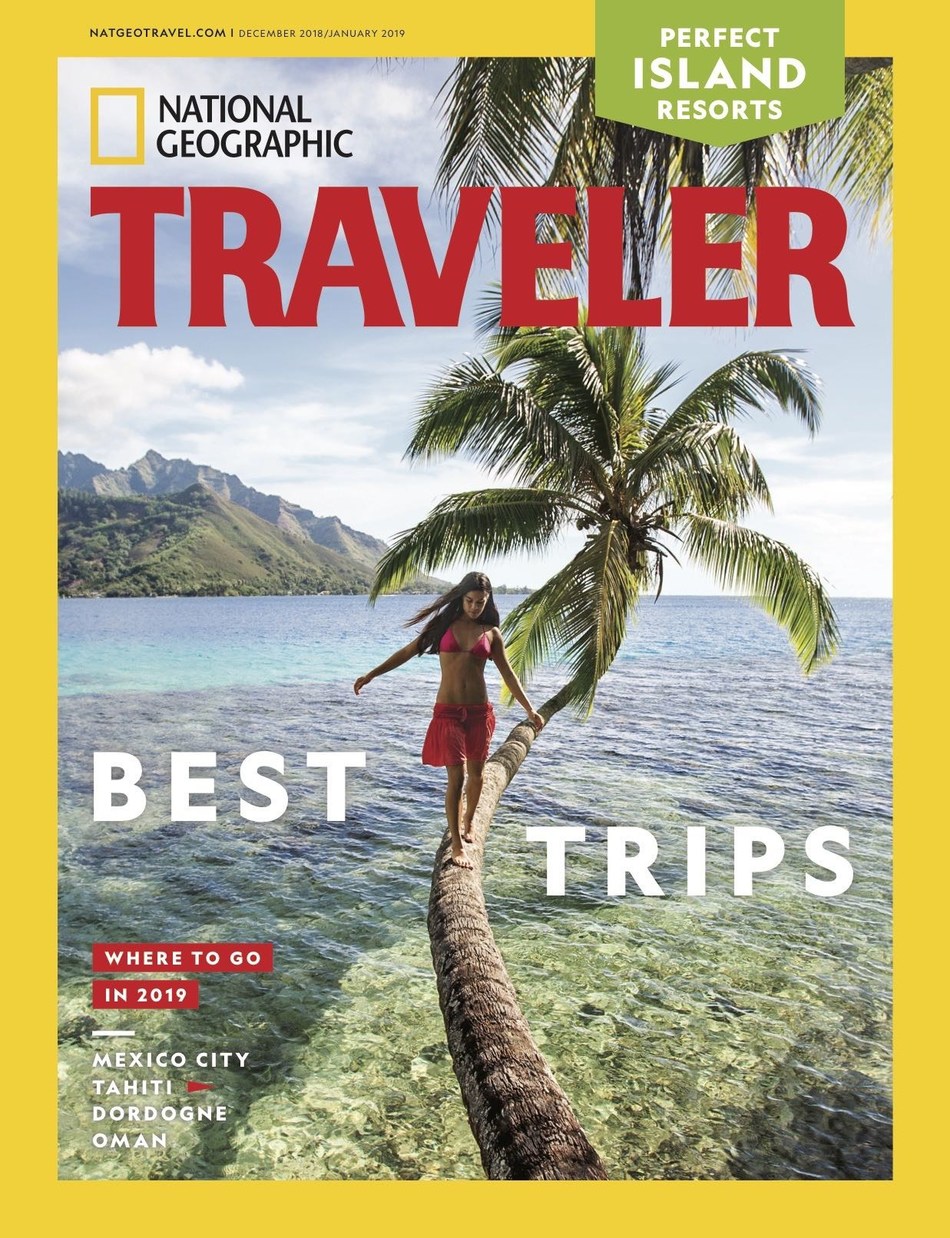 NATGEOTRAVEL.COM | DECEMBER 2018/JANUARY 2019
PERFECT
ISLAND
RESORTS
NATIONAL
GEOGRAPHIC
TRAVELER
BEST
TRIPS
WHERE TO GO
IN 2019
MEXICO CITY
TAHITI
DORDOGNE
OMAN